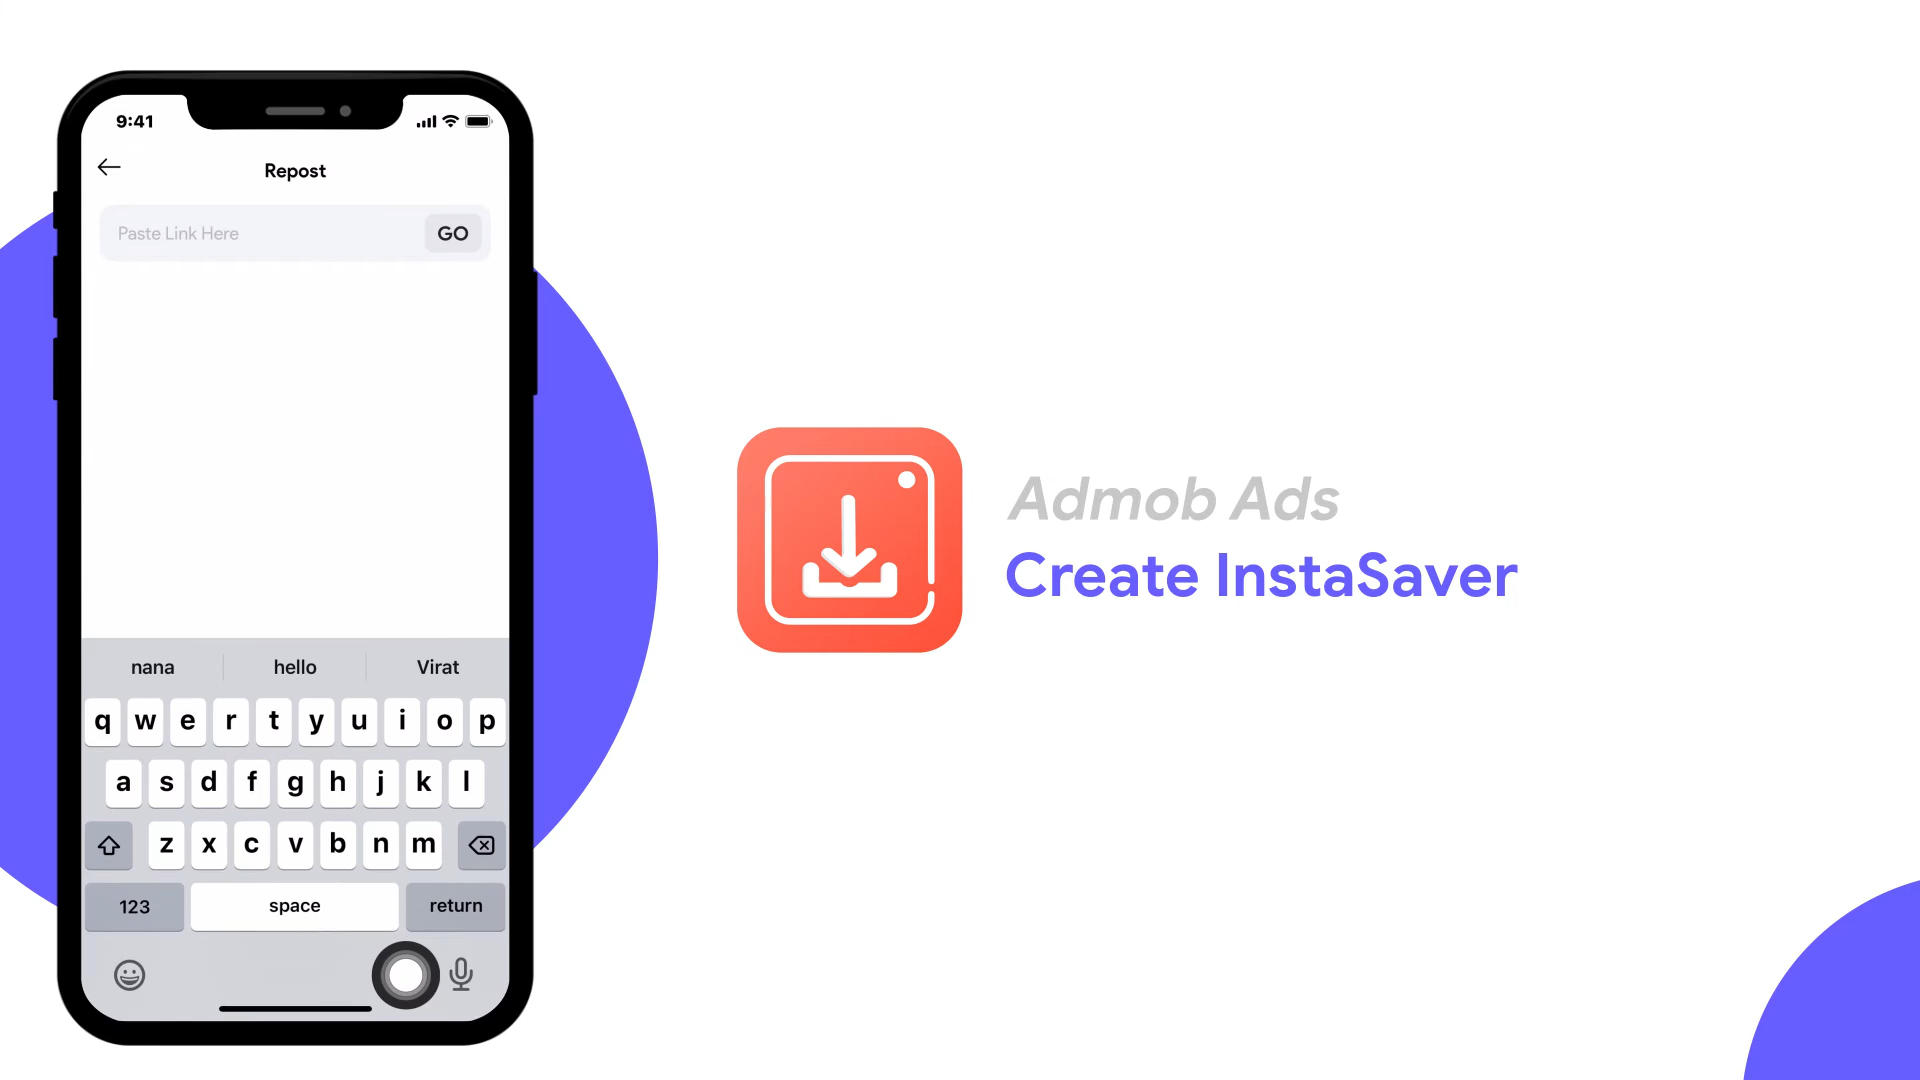 9:41
Repost
Paste Link Here
GO
nana hello Virat
q w e r t y u i o p
a s d f g h j k l
z x c v b n m
123 space return
Admob Ads
Create InstaSaver